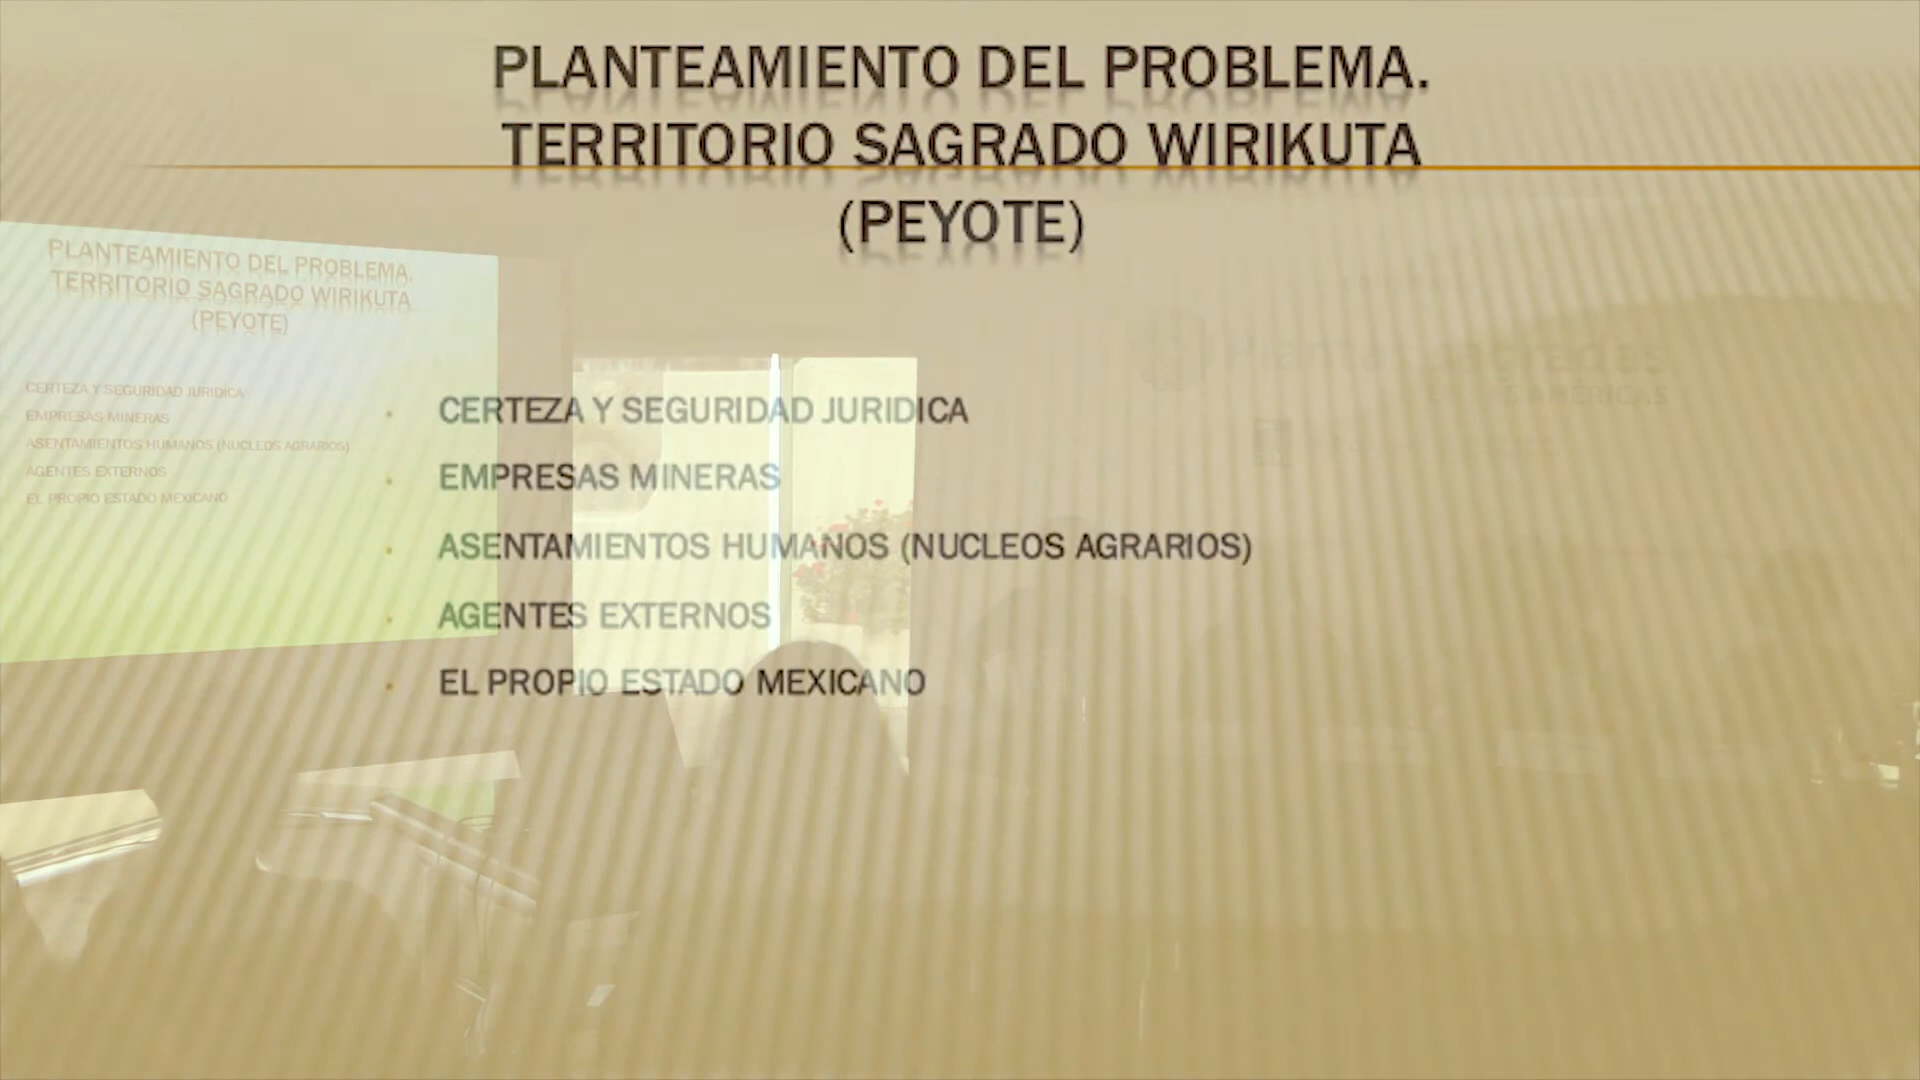 PLANTEAMIENTO DEL PROBLEMA.
TERRITORIO SAGRADO WIRIKUTA
(PEYOTE)
CERTEZA Y SEGURIDAD JURIDICA
EMPRESAS MINERAS
ASENTAMIENTOS HUMANOS (NUCLEOS AGRARIOS)
AGENTES EXTERNOS
EL PROPIO ESTADO MEXICANO
PLANTEAMIENTO DEL PROBLEMA.
TERRITORIO SAGRADO WIRIKUTA
(PEYOTE)
CERTEZA Y SEGURIDAD JURIDICA
EMPRESAS MINERAS
ASENTAMIENTOS HUMANOS (NUCLEOS AGRARIOS)
AGENTES EXTERNOS
EL PROPIO ESTADO MEXICANO